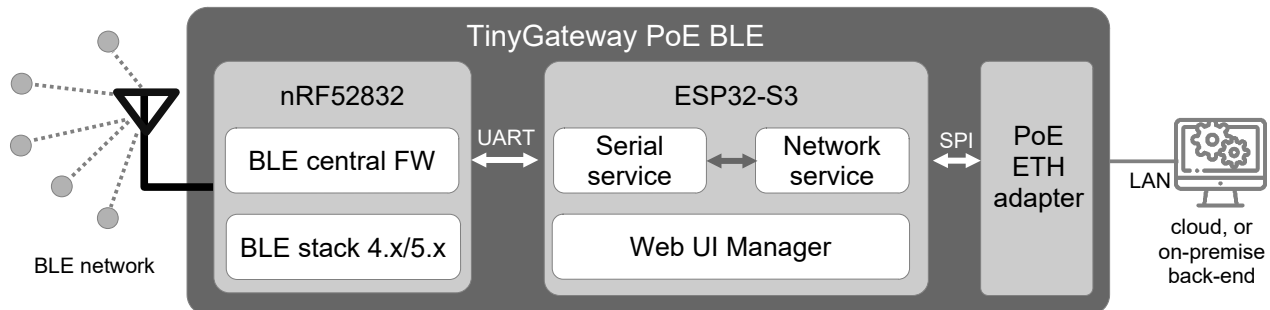 TinyGateway PoE BLE
nRF52832
BLE central FW
BLE stack 4.x/5.x
UART
ESP32-S3
Serial
service
Network
service
Web UI Manager
SPI
PoE
ETH
adapter
LAN
cloud, or
on-premise
back-end
BLE network